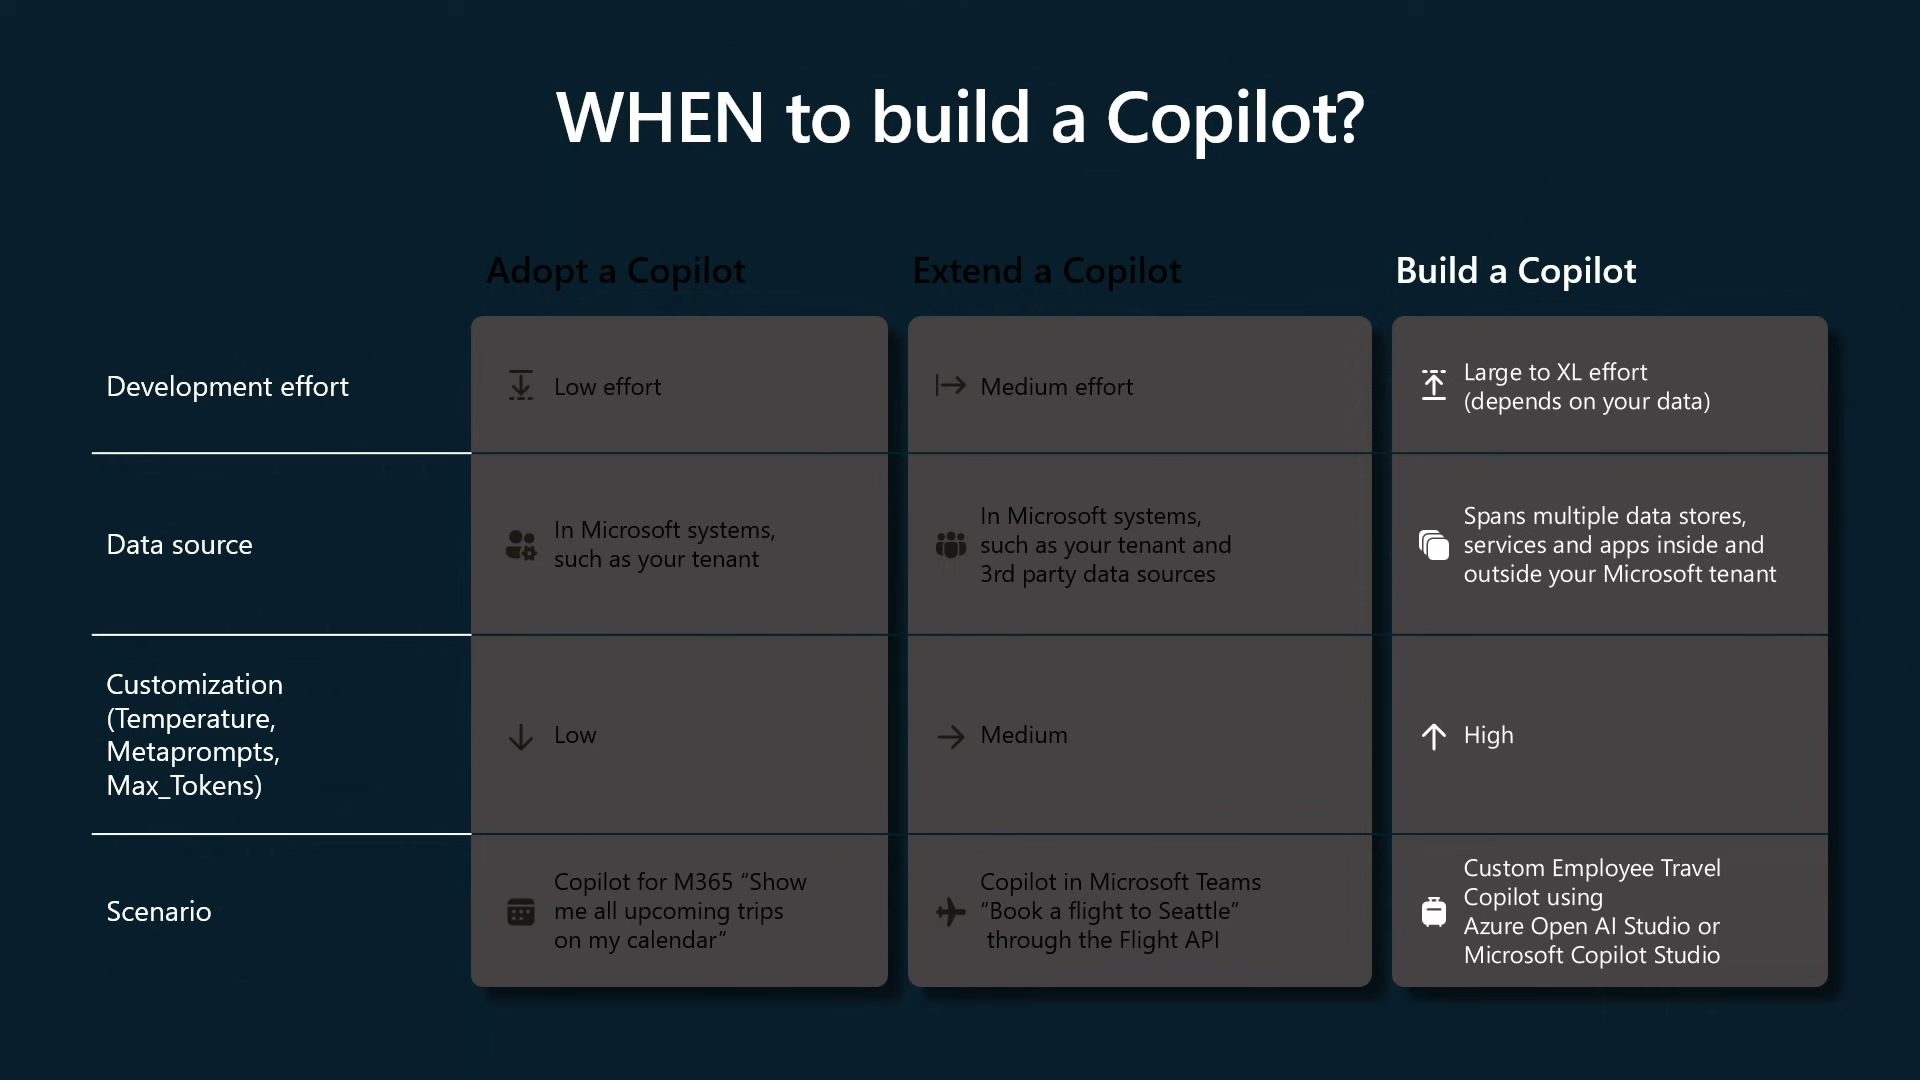 WHEN to build a Copilot?
Adopt a Copilot
Extend a Copilot
Build a Copilot
Development effort
Low effort
Medium effort
Large to XL effort
(depends on your data)
Data source
In Microsoft systems,
such as your tenant
In Microsoft systems,
such as your tenant and
3rd party data sources
Spans multiple data stores,
services and apps inside and
outside your Microsoft tenant
Customization
(Temperature,
Metaprompts,
Max_Tokens)
Low
Medium
High
Scenario
Copilot for M365 “Show
me all upcoming trips
on my calendar”
Copilot in Microsoft Teams
“Book a flight to Seattle”
through the Flight API
Custom Employee Travel
Copilot using
Azure Open AI Studio or
Microsoft Copilot Studio